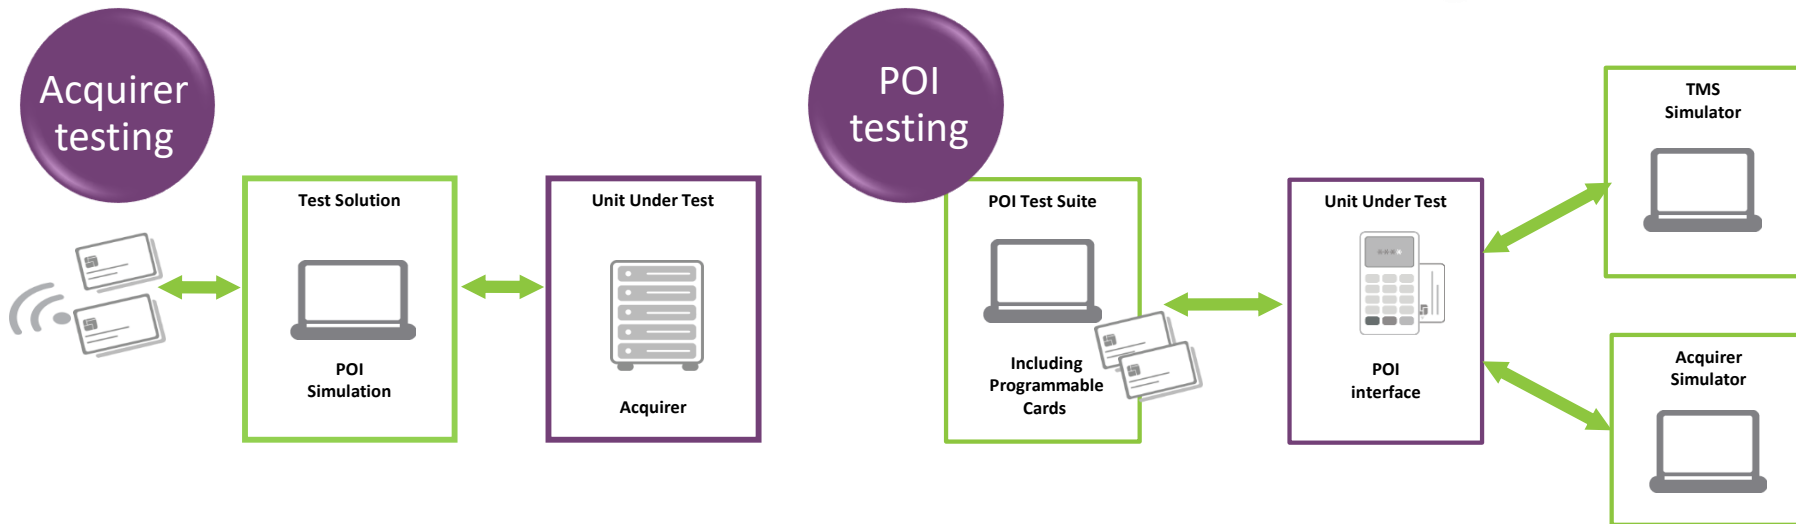 Acquirer
testing
Test Solution
POI
Simulation
Unit Under Test
Acquirer
POI
testing
POI Test Suite
Including
Programmable
Cards
Unit Under Test
POI
interface
TMS
Simulator
Acquirer
Simulator